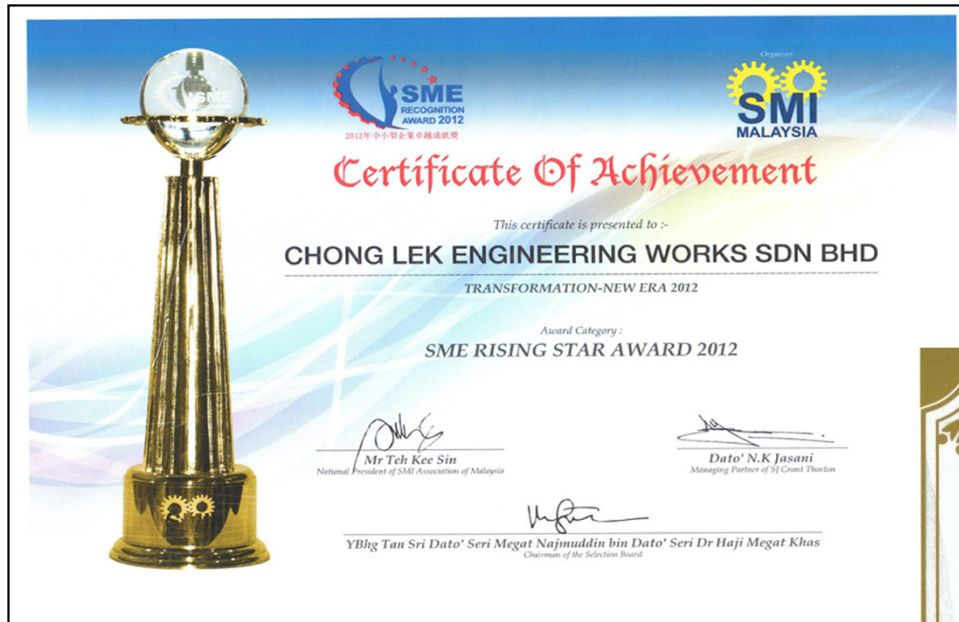 SME
SME
RECOGNITION
AWARD 2012
2012年中小型企業卓越成就獎
Organiser
SMI
MALAYSIA
Certificate Of Achievement
This certificate is presented to :-
CHONG LEK ENGINEERING WORKS SDN BHD
TRANSFORMATION-NEW ERA 2012
Award Category :
SME RISING STAR AWARD 2012
Mr Teh Kee Sin
National President of SMI Association of Malaysia
Dato' N.K Jasani
Managing Partner of SJ Grant Thorton
YBhg Tan Sri Dato' Seri Megat Najmuddin bin Dato' Seri Dr Haji Megat Khas
Chairman of the Selection Board